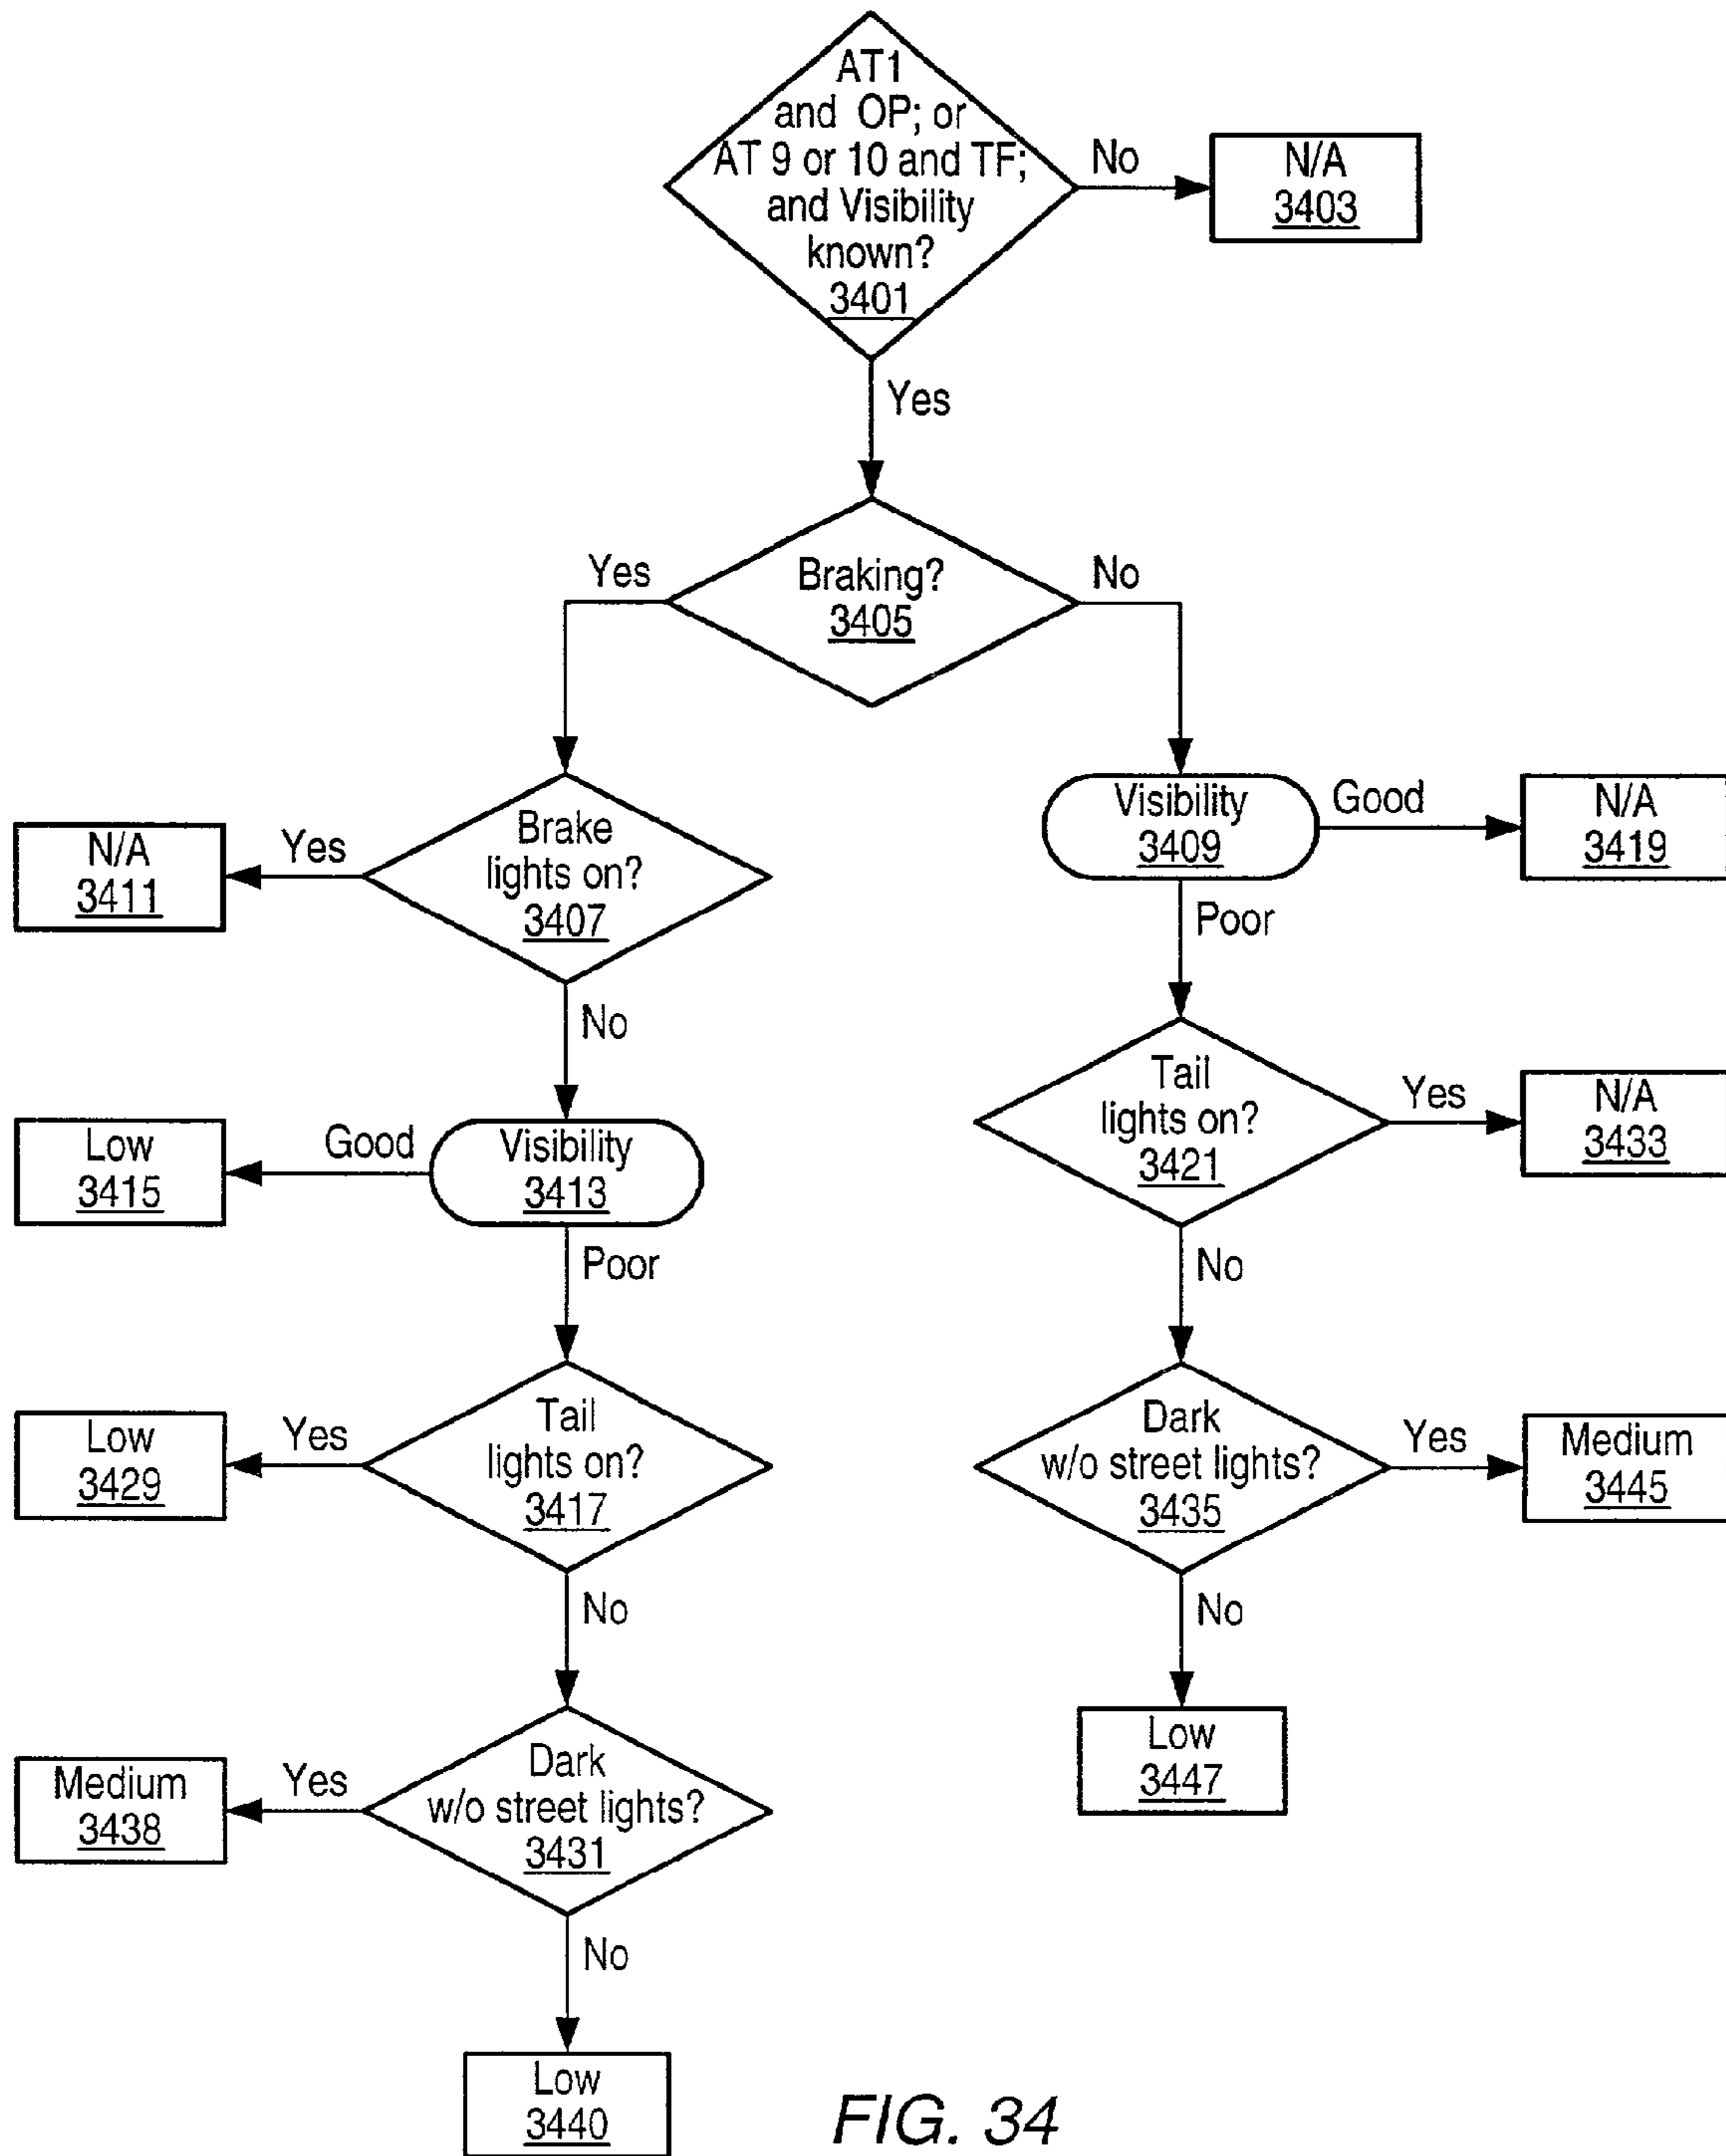 AT1
and OP; or
AT 9 or 10 and TF;
and Visibility
known?
3401
No
N/A
3403
Yes
Braking?
3405
Yes
No
Brake
lights on?
3407
Yes
N/A
3411
Visibility
3409
Good
N/A
3419
Poor
No
Tail
lights on?
3421
Yes
N/A
3433
Visibility
3413
Good
Low
3415
Poor
No
Tail
lights on?
3417
Yes
Low
3429
Dark
w/o street lights?
3435
Yes
Medium
3445
No
No
Dark
w/o street lights?
3431
Yes
Medium
3438
Low
3447
No
Low
3440
FIG. 34